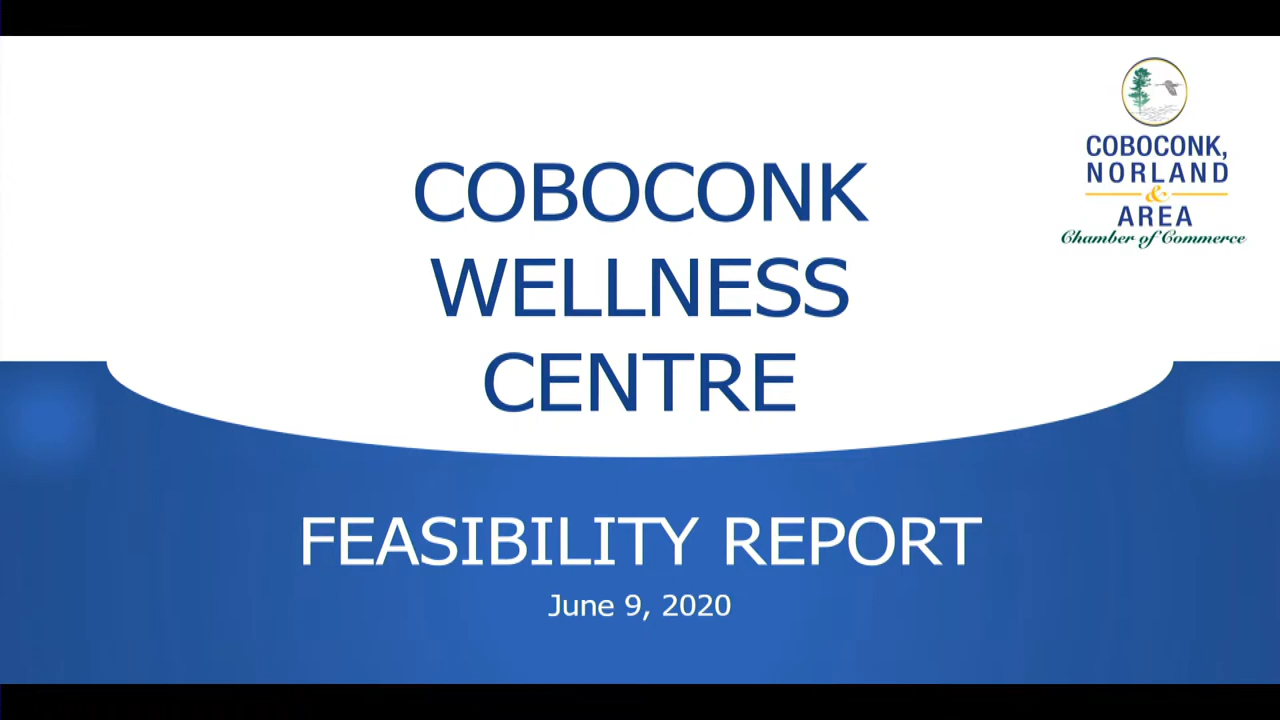 COBOCONK,
NORLAND
&
AREA
Chamber of Commerce
COBOCONK
WELLNESS
CENTRE
FEASIBILITY REPORT
June 9, 2020